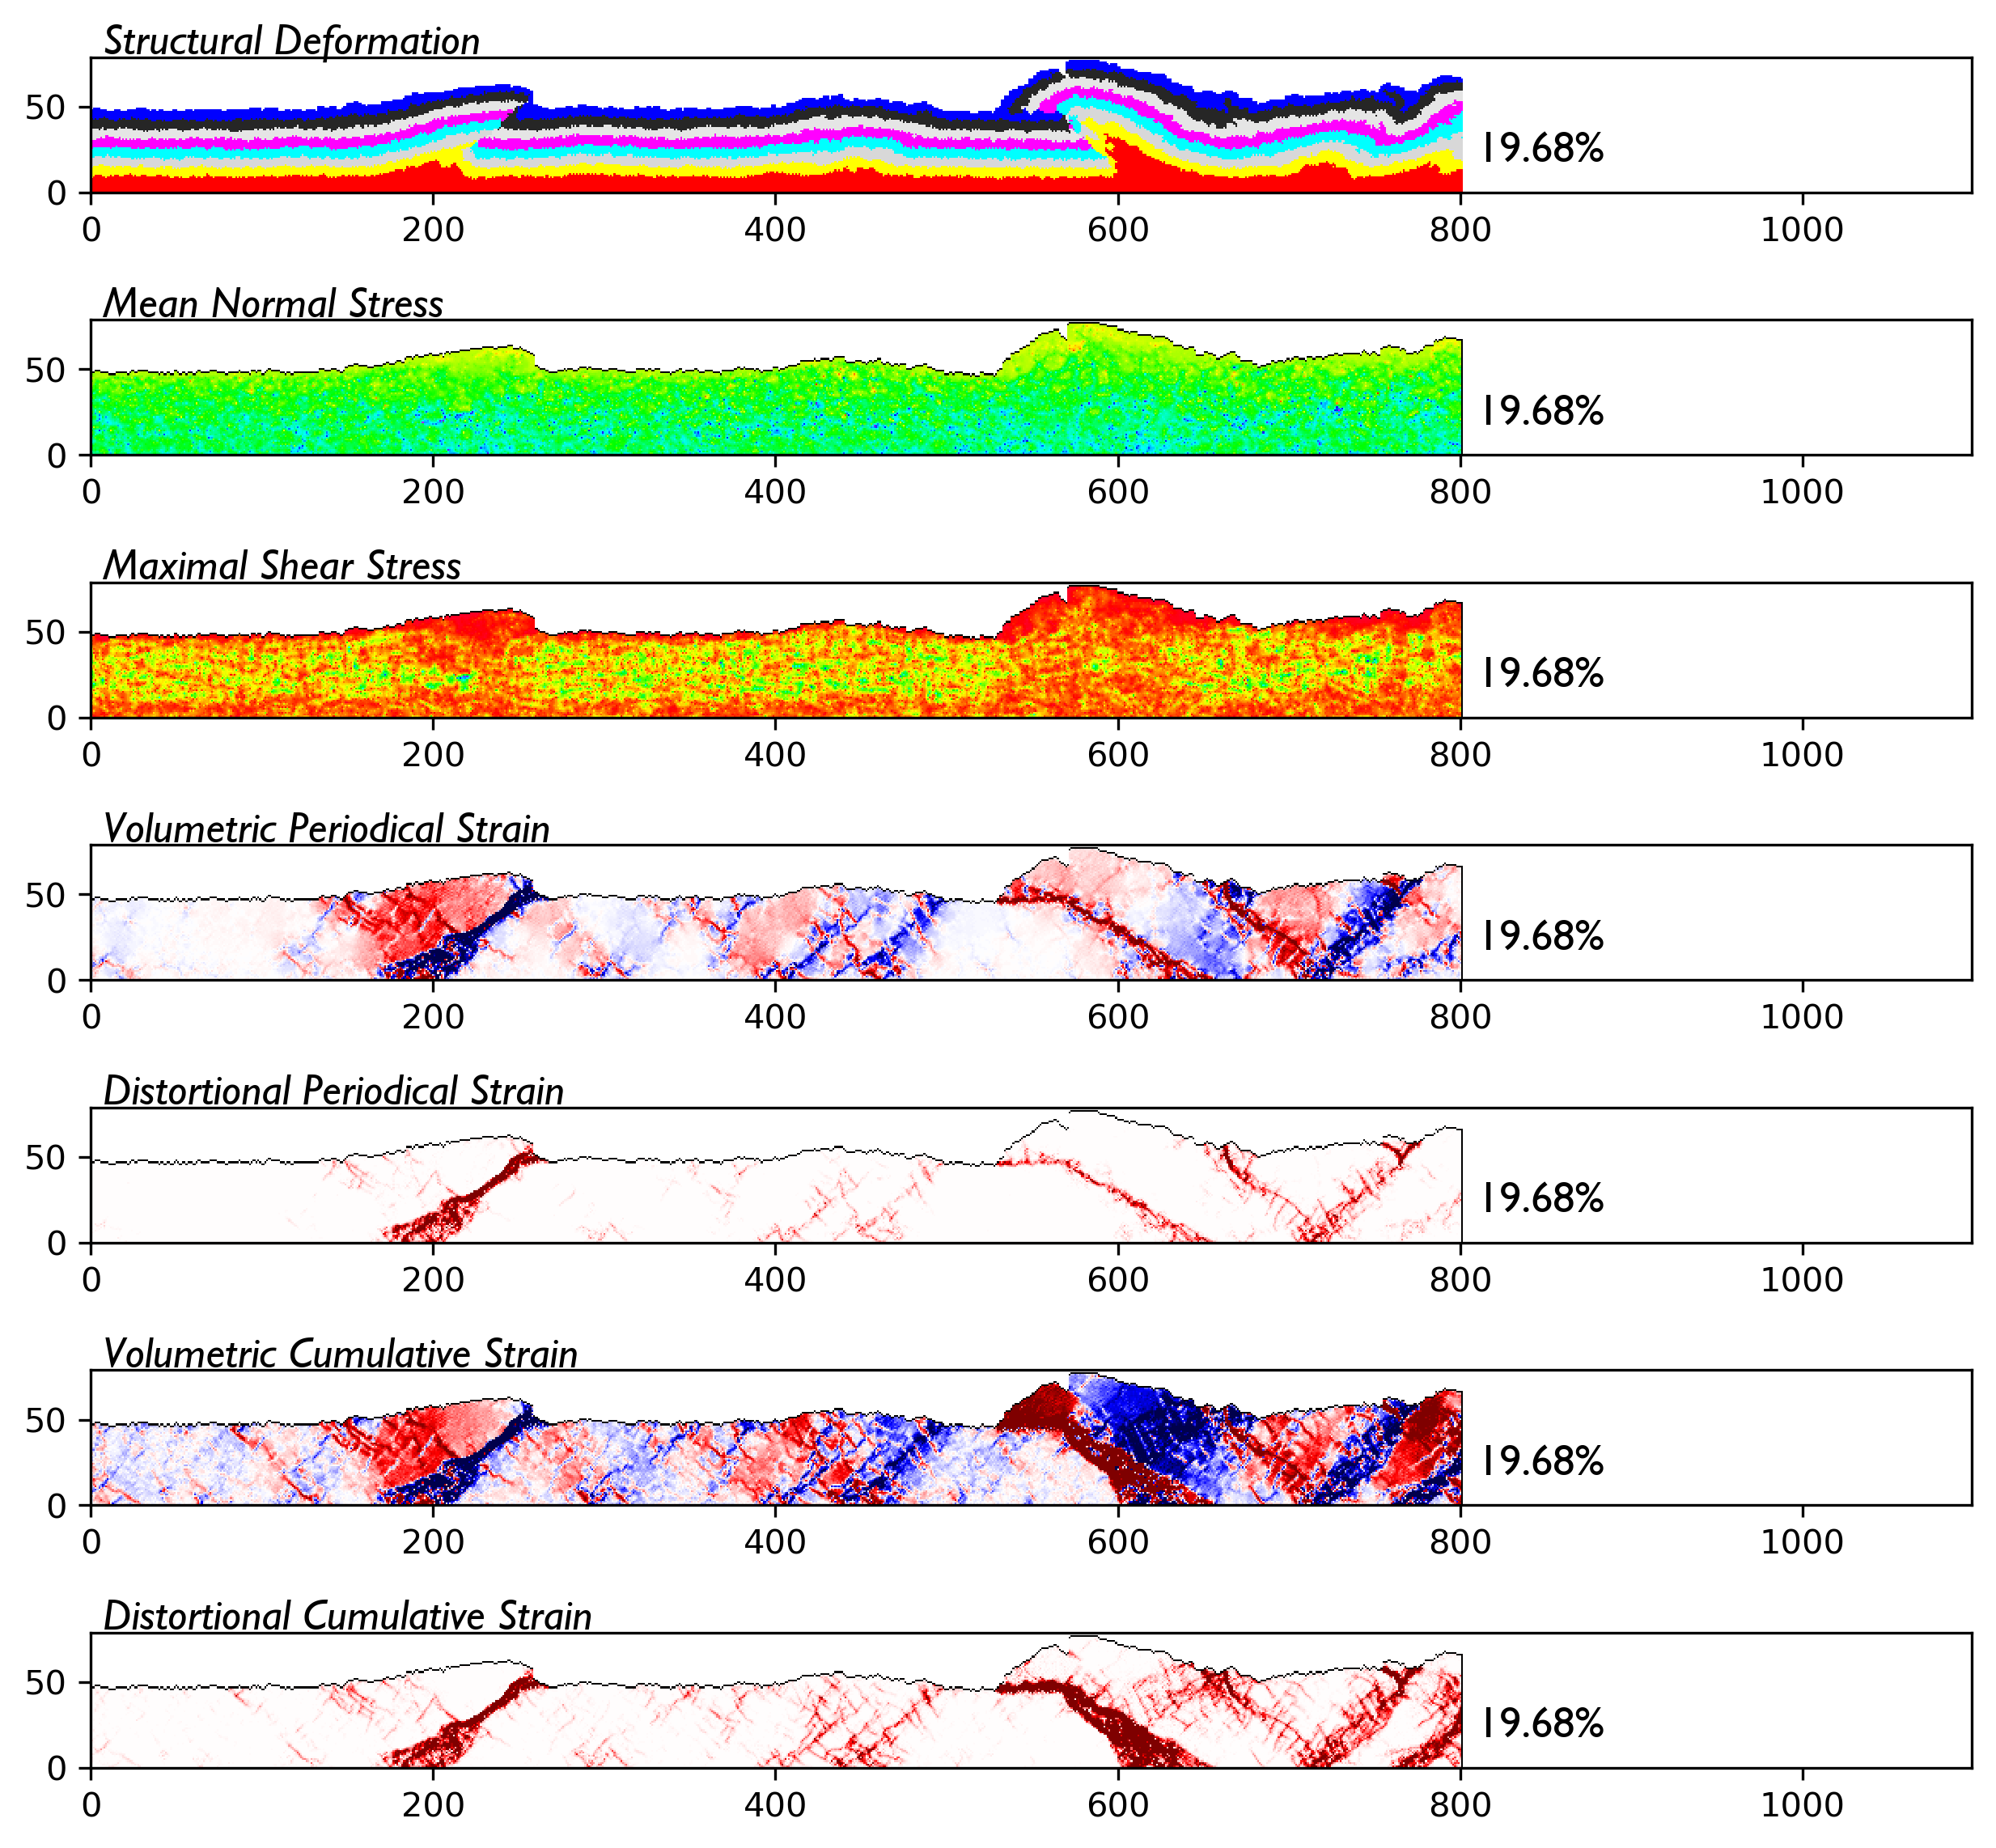 Structural Deformation
50
19.68%
0
0 200 400 600 800 1000
Mean Normal Stress
50
19.68%
0
0 200 400 600 800 1000
Maximal Shear Stress
50
19.68%
0
0 200 400 600 800 1000
Volumetric Periodical Strain
50
19.68%
0
0 200 400 600 800 1000
Distortional Periodical Strain
50
19.68%
0
0 200 400 600 800 1000
Volumetric Cumulative Strain
50
19.68%
0
0 200 400 600 800 1000
Distortional Cumulative Strain
50
19.68%
0
0 200 400 600 800 1000